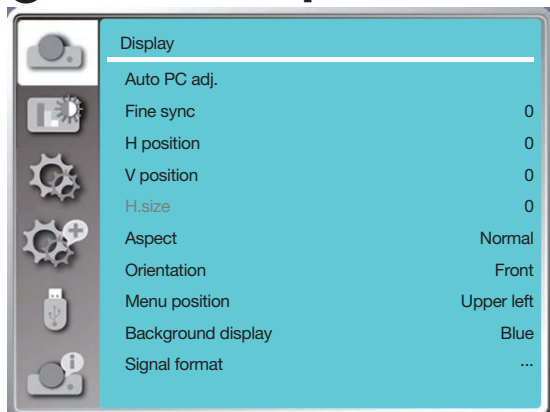 Display
Auto PC adj.
Fine sync 0
H position 0
V position 0
H.size 0
Aspect Normal
Orientation Front
Menu position Upper left
Background display Blue
Signal format ...